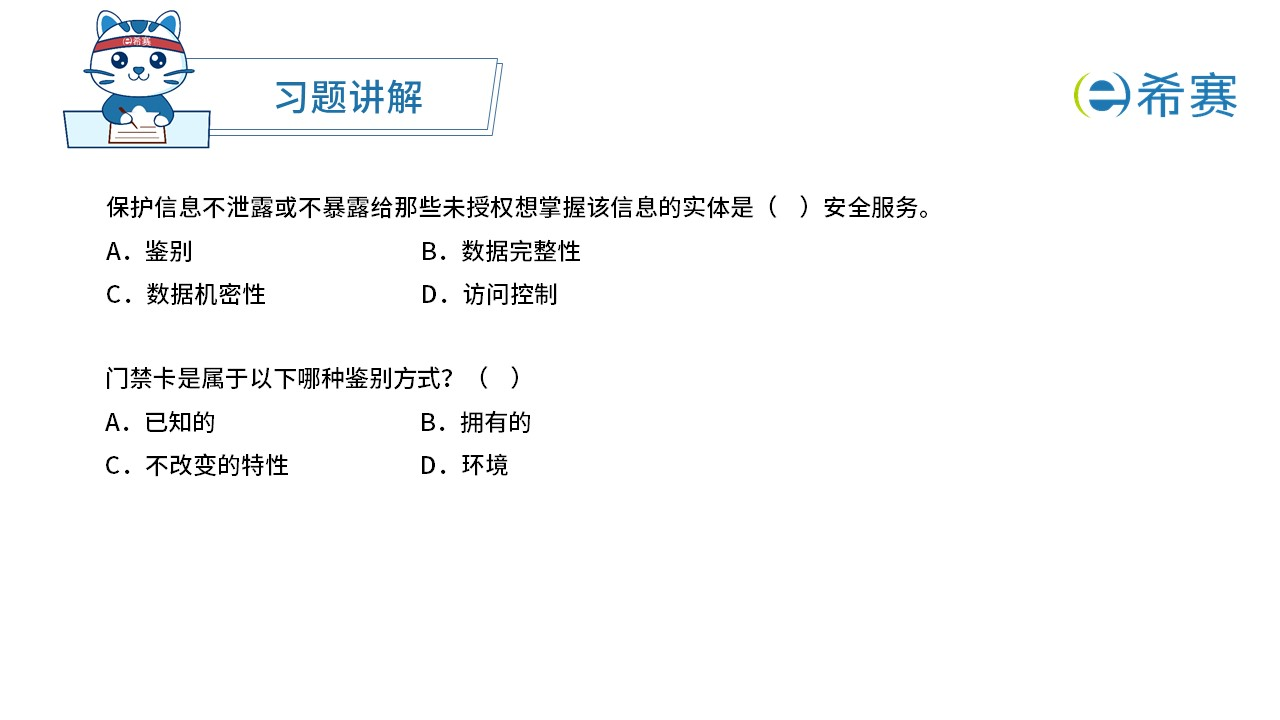 希赛
习题讲解
希赛
保护信息不泄露或不暴露给那些未授权想掌握该信息的实体是（ ）安全服务。
A．鉴别 B．数据完整性
C．数据机密性 D．访问控制
门禁卡是属于以下哪种鉴别方式？（ ）
A．已知的 B．拥有的
C．不改变的特性 D．环境